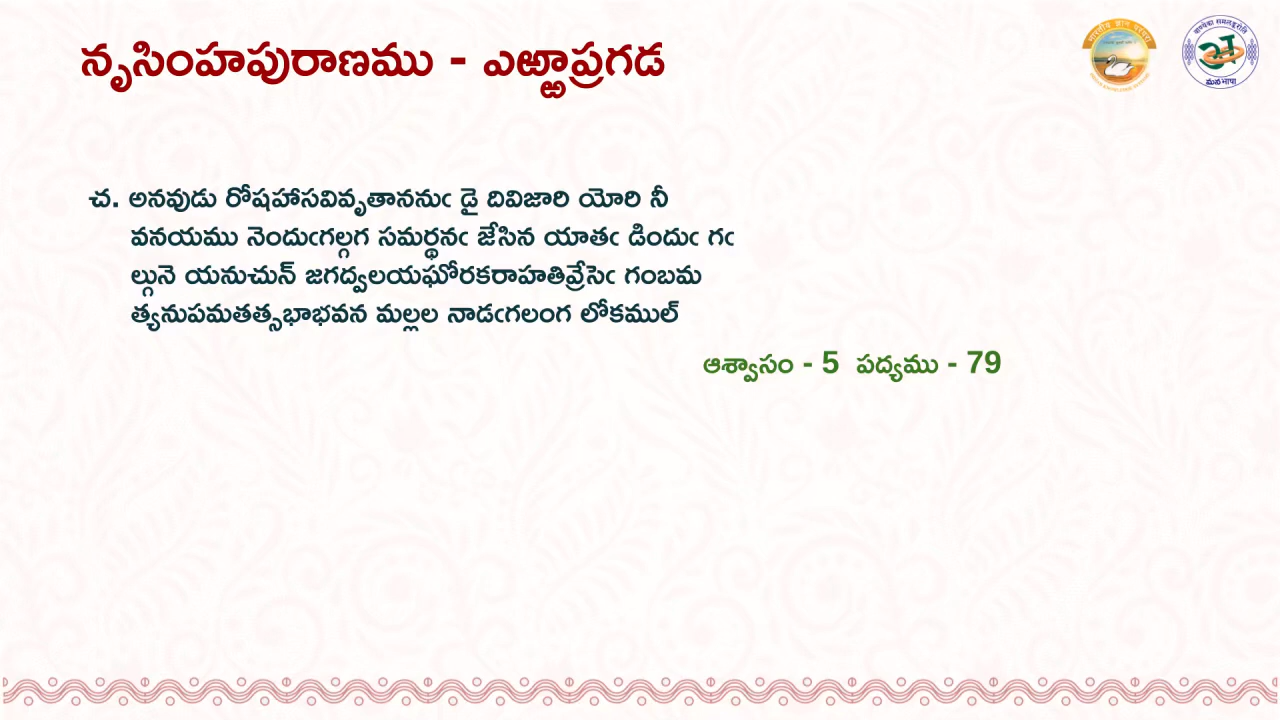 నృసింహపురాణము - ఎఱ్ఱాప్రగడ
చ. అనవుడు రోషహాసవివృతాననుఁ డై దివిజారి యోరి నీ
వనయము నెందుఁగల్గగ సమర్థనఁ జేసిన యాతఁ డిందుఁ గఁ
ల్గునె యనుచున్ జగద్వలయఘోరకరాహతివ్రేసెఁ గంబమ
త్యనుపమతత్సభాభవన మల్లల నాడఁగలంగ లోకముల్
ఆశ్వాసం - 5 పద్యము - 79